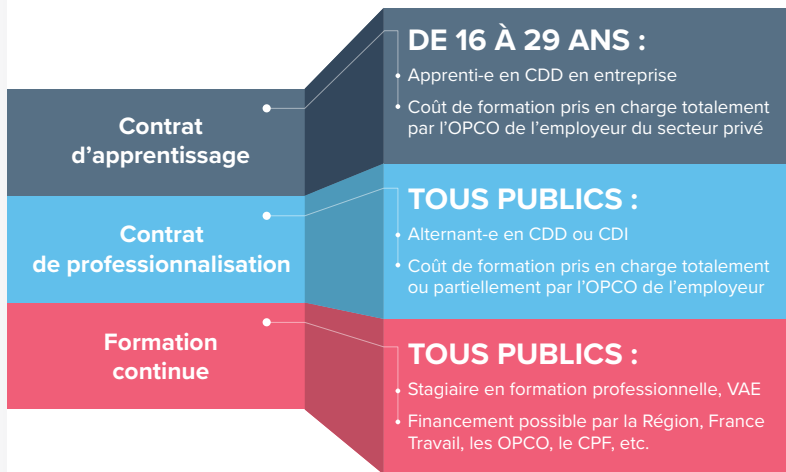 Contrat
d'apprentissage
DE 16 À 29 ANS :
• Apprenti-e en CDD en entreprise
• Coût de formation pris en charge totalement
par l'OPCO de l'employeur du secteur privé
Contrat
de professionnalisation
TOUS PUBLICS :
• Alternant-e en CDD ou CDI
• Coût de formation pris en charge totalement
ou partiellement par l'OPCO de l'employeur
Formation
continue
TOUS PUBLICS :
• Stagiaire en formation professionnelle, VAE
• Financement possible par la Région, France
Travail, les OPCO, le CPF, etc.